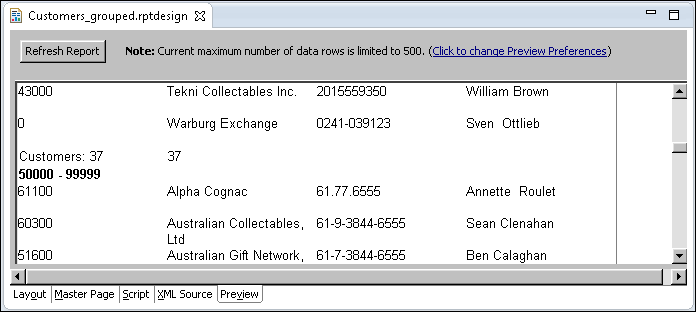 Customers_grouped.rptdesign
Refresh Report Note: Current maximum number of data rows is limited to 500. (Click to change Preview Preferences)
43000 Tekni Collectables Inc. 2015559350 William Brown
0 Warburg Exchange 0241-039123 Sven Ottlieb
Customers: 37 37
50000 - 99999
61100 Alpha Cognac 61.77.6555 Annette Roulet
60300 Australian Collectables, 61-9-3844-6555 Sean Clenahan
Ltd
51600 Australian Gift Network, 61-7-3844-6555 Ben Calaghan
Layout Master Page Script XML Source Preview